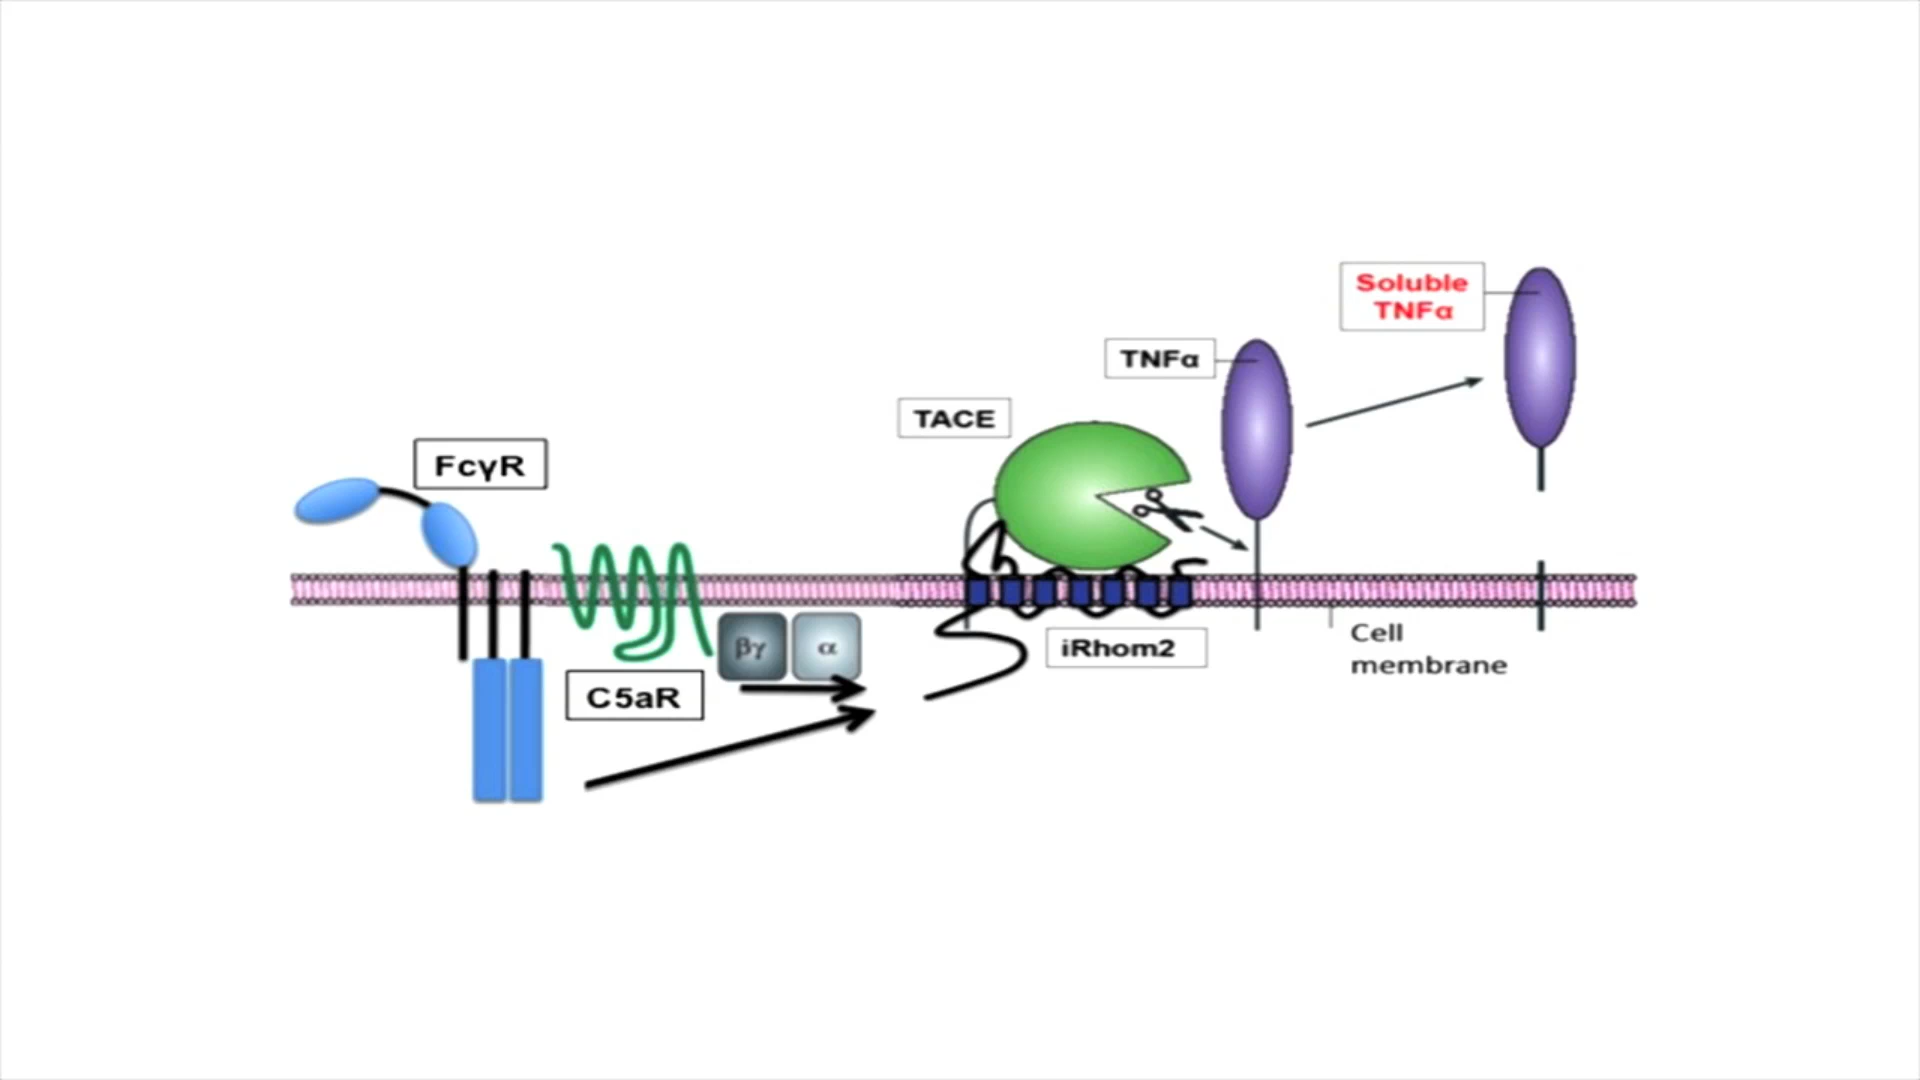 Soluble
TNFα
TNFα
TACE
FcγR
βγ
α
iRhom2
Cell
membrane
C5aR